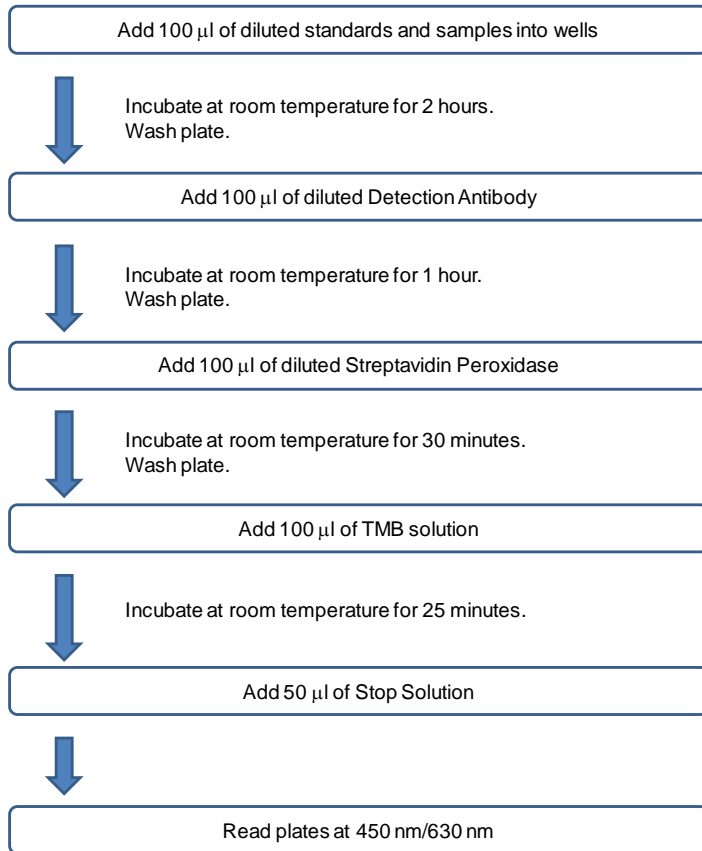 Add 100 μl of diluted standards and samples into wells
Incubate at room temperature for 2 hours.
Wash plate.
Add 100 μl of diluted Detection Antibody
Incubate at room temperature for 1 hour.
Wash plate.
Add 100 μl of diluted Streptavidin Peroxidase
Incubate at room temperature for 30 minutes.
Wash plate.
Add 100 μl of TMB solution
Incubate at room temperature for 25 minutes.
Add 50 μl of Stop Solution
Read plates at 450 nm/630 nm